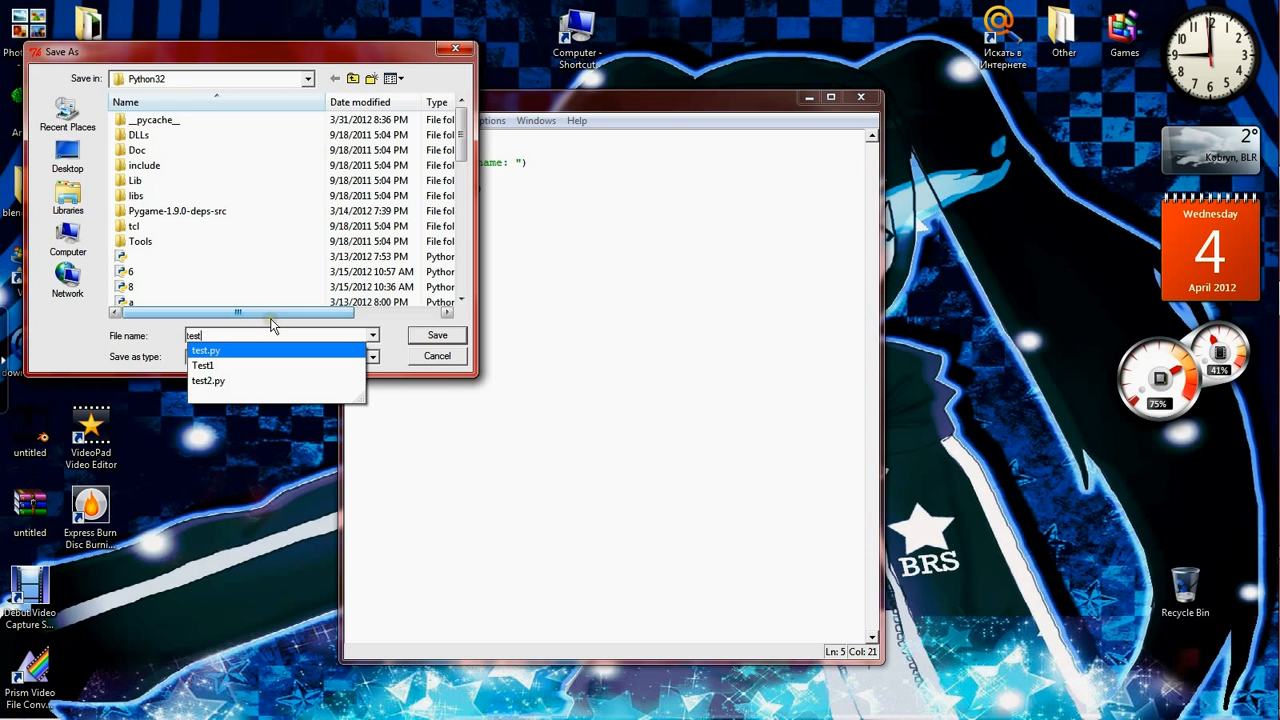 Save As
Save in: Python32
Name Date modified Type
__pycache__ 3/31/2012 8:36 PM File fol
DLLs 9/18/2011 5:04 PM File fol
Doc 9/18/2011 5:04 PM File fol
include 9/18/2011 5:04 PM File fol
Lib 9/18/2011 5:04 PM File fol
libs 9/18/2011 5:04 PM File fol
Pygame-1.9.0-deps-src 3/14/2012 7:39 PM File fol
tcl 9/18/2011 5:04 PM File fol
Tools 9/18/2011 5:04 PM File fol
3/13/2012 7:53 PM Python
6 3/15/2012 10:57 AM Python
8 3/15/2012 10:36 AM Python
a 3/13/2012 8:00 PM Python
Recent Places
Desktop
Libraries
Computer
Network
File name: test
Save
Save as type:
Cancel
test.py
Test1
test2.py
ptions Windows Help
name: ")
Ln: 5 Col: 21
Computer -
Shortcut
Искать в
Интернете
Other
Games
12
3
6
9
2°
Kobryn, BLR
Wednesday
4
April 2012
41%
75%
BRS
Recycle Bin
untitled
VideoPad
Video Editor
untitled
Express Burn
Disc Burni...
Debut Video
Capture S...
Prism Video
File Conv...